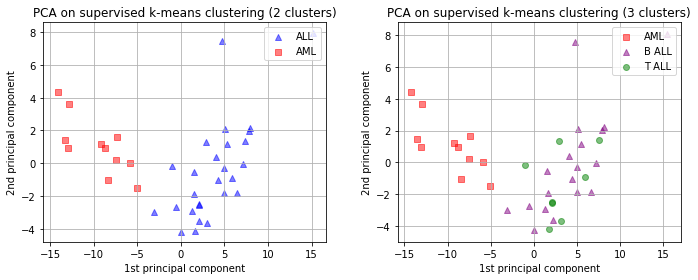 PCA on supervised k-means clustering (2 clusters)
8
6
4
2
0
−2
−4
2nd principal component
ALL
AML
−15
−10
−5
0
5
10
15
1st principal component
PCA on supervised k-means clustering (3 clusters)
8
6
4
2
0
−2
−4
2nd principal component
AML
B ALL
T ALL
−15
−10
−5
0
5
10
15
1st principal component